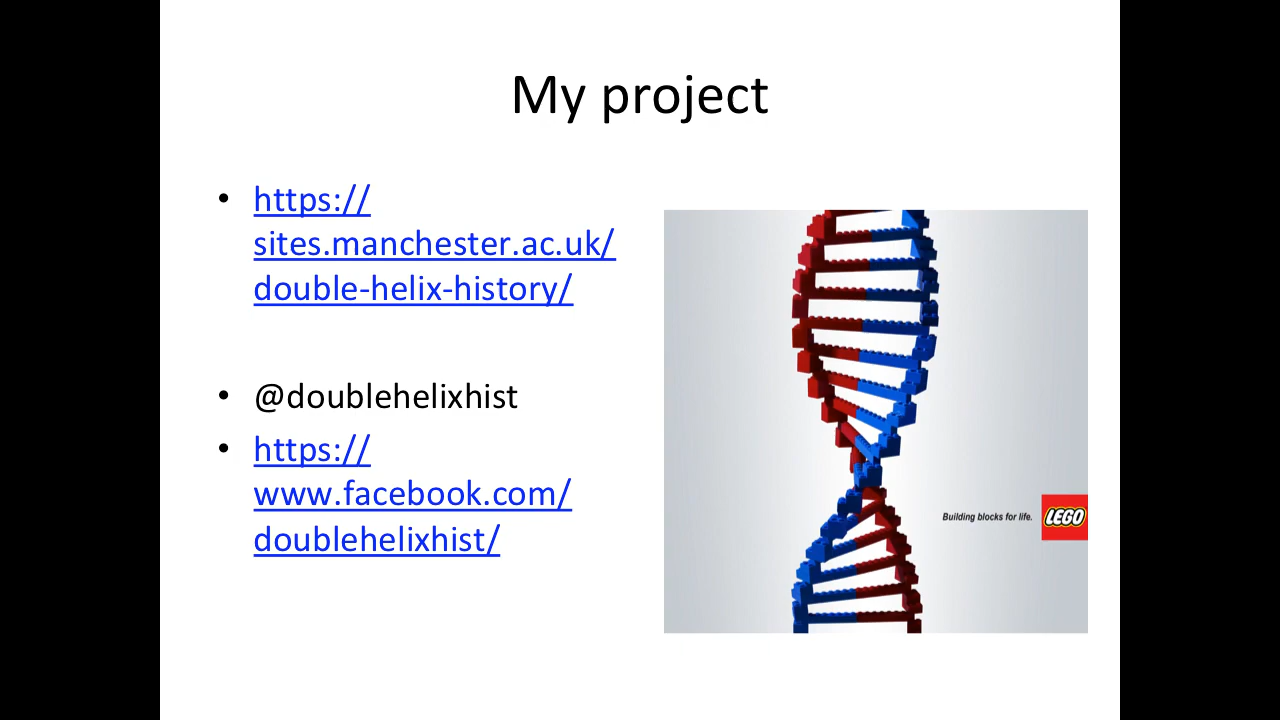 My project
• https://
sites.manchester.ac.uk/
double-helix-history/
• @doublehelixhist
• https://
www.facebook.com/
doublehelixhist/
Building blocks for life.
LEGO